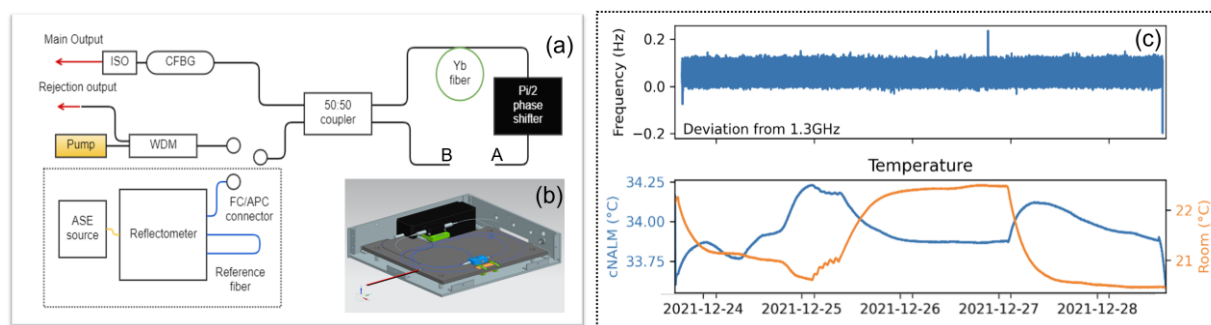 (a)
Main Output
ISO
CFBG
Rejection output
Pump
WDM
50:50
coupler
Yb
fiber
Pi/2
phase
shifter
B
A
ASE
source
Reflectometer
FC/APC
connector
Reference
fiber
(b)
(c)
Frequency (Hz)
0.2
0.0
−0.2
Deviation from 1.3GHz
Temperature
cNALM (°C)
34.25
34.00
33.75
22
21
Room (°C)
2021-12-24
2021-12-25
2021-12-26
2021-12-27
2021-12-28